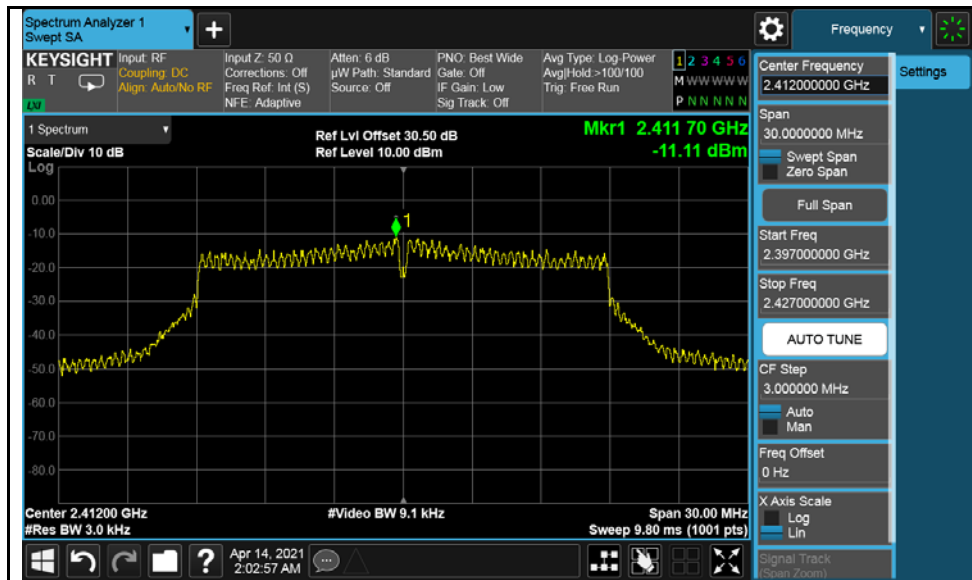 Spectrum Analyzer 1
Swept SA
+
Frequency
KEYSIGHT
R T
LXI
Input: RF
Coupling: DC
Align: Auto/No RF
Input Z: 50 Ω
Corrections: Off
Freq Ref: Int (S)
NFE: Adaptive
Atten: 6 dB
µW Path: Standard
Source: Off
PNO: Best Wide
Gate: Off
IF Gain: Low
Sig Track: Off
Avg Type: Log-Power
Avg|Hold:>100/100
Trig: Free Run
1 2 3 4 5 6
M W W W W W
P N N N N N
1 Spectrum
Scale/Div 10 dB
Log
Ref Lvl Offset 30.50 dB
Ref Level 10.00 dBm
Mkr1 2.411 70 GHz
-11.11 dBm
1
0.00
-10.0
-20.0
-30.0
-40.0
-50.0
-60.0
-70.0
-80.0
Center 2.41200 GHz
#Res BW 3.0 kHz
#Video BW 9.1 kHz
Span 30.00 MHz
Sweep 9.80 ms (1001 pts)
?
Apr 14, 2021
2:02:57 AM
Center Frequency
2.412000000 GHz
Span
30.0000000 MHz
Swept Span
Zero Span
Full Span
Start Freq
2.397000000 GHz
Stop Freq
2.427000000 GHz
AUTO TUNE
CF Step
3.000000 MHz
Auto
Man
Freq Offset
0 Hz
X Axis Scale
Log
Lin
Signal Track
(Span Zoom)
Settings